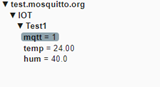 ▼ test.mosquitto.org
▼ IOT
▼ Test1
mqtt = 1
temp = 24.00
hum = 40.0